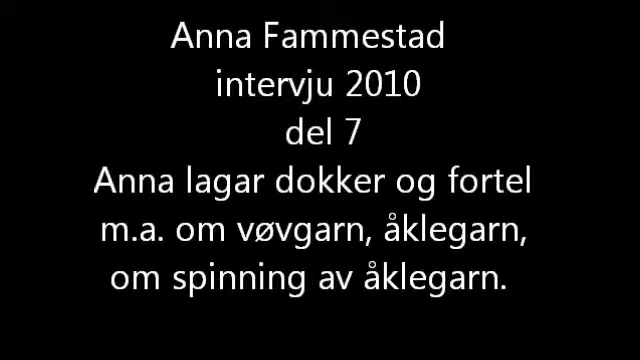 Anna Fammestad
intervju 2010
del 7
Anna lagar dokker og fortel
m.a. om vøvgarn, åklegarn,
om spinning av åklegarn.